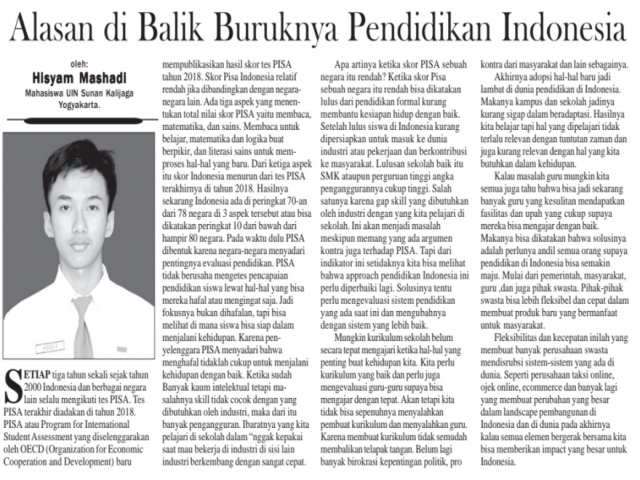 Alasan di Balik Buruknya Pendidikan Indonesia
oleh:
Hisyam Mashadi
Mahasiswa UIN Sunan Kalijaga
Yogyakarta.
SETIAP tiga tahun sekali sejak tahun
2000 Indonesia dan berbagai negara
lain selalu mengikuti tes PISA. Tes
PISA terakhir diadakan di tahun 2018.
PISA atau Program for International
Student Assessment yang diselenggarakan
oleh OECD (Organization for Economic
Cooperation and Development) baru
mempublikasikan hasil skor tes PISA
tahun 2018. Skor Pisa Indonesia relatif
rendah jika dibandingkan dengan negara-
negara lain. Ada tiga aspek yang menen-
tukan total nilai skor PISA yaitu membaca,
matematika, dan sains. Membaca untuk
belajar, matematika dan logika buat
berpikir, dan literasi sains untuk mem-
proses hal-hal yang baru. Dari ketiga aspek
itu skor Indonesia menurun dari tes PISA
terakhirna di tahun 2018. Hasilnya
sekarang Indonesia ada di peringkat 70-an
dari 78 negara di 3 aspek tersebut atau bisa
dikatakan peringkat 10 dari bawah dari
hampir 80 negara. Pada waktu dulu PISA
dibentuk karena negara-negara menyadari
pentingnya evaluasi pendidikan. PISA
tidak berusaha mengetes pencapaian
pendidikan siswa lewat hal-hal yang bisa
mereka hafal atau mengingat saja. Jadi
fokusnya bukan dihafalan, tapi bisa
melihat di mana siswa bisa siap dalam
menjalani kehidupan. Karena pen-
yelenggara PISA menyadari bahwa
menghafal tidaklah cukup untuk menjalani
kehidupan dengan baik. Ketika sudah
Banyak kaum intelektual tetapi ma-
salahnya skill tidak cocok dengan yang
dibutuhkan oleh industri, maka dari itu
banyak pengangguran. Ibaratnya yang kita
pelajari di sekolah dalam “nggak kepakai
saat mau bekerja di industri di sisi lain
industri berkembang dengan sangat cepat.
Apa artinya ketika skor PISA sebuah
negara itu rendah? Ketika skor Pisa
sebuah negara itu rendah bisa dikatakan
lulus dari pendidikan formal kurang
membantu kesiapan hidup dengan baik.
Setelah lulus siswa di Indonesia kurang
dipersiapkan untuk masuk ke dunia
industri atau pekerjaan dan berkontribusi
ke masyarakat. Lulusan sekolah baik itu
SMK ataupun perguruan tinggi angka
penganggurannya cukup tinggi. Salah
satunya karena gap skill yang dibutuhkan
oleh industri dengan yang kita pelajari di
sekolah. Ini akan menjadi masalah
meskipun memang yang ada argumen
kontra juga terhadap PISA. Tapi dari
indikator ini setidaknya kita bisa melihat
bahwa approach pendidikan Indonesia ini
perlu diperbaiki lagi. Solusinya tentu
perlu mengevaluasi sistem pendidikan
yang ada saat ini dan mengubahnya
dengan sistem yang lebih baik.
Mungkin kurikulum sekolah belum
secara tepat mengajari ketika hal-hal yang
penting buat kehidupan kita. Kita perlu
kurikulum yang baik dan perlu juga
mengevaluasi guru-guru supaya bisa
mengajar dengan tepat. Akan tetapi kita
tidak bisa sepenuhnya menyalahkan
pembuat kurikulum dan menyalahkan guru.
Karena membuat kurikulum tidak semudah
membalikan telapak tangan. Belum lagi
banyak birokrasi kepentingan politik, pro
kontra dari masyarakat dan lain sebagainya.
Akhirnya adopsi hal-hal baru jadi
lambat di dunia pendidikan di Indonesia.
Makanya kampus dan sekolah jadinya
kurang sigap dalam beradaptasi. Hasilnya
kita belajar tapi hal yang dipelajari tidak
terlalu relevan dengan tuntutan zaman dan
juga kurang relevan dengan hal yang kita
butuhkan dalam kehidupan.
Kalau masalah guru mungkin kita
semua juga tahu bahwa bisa jadi sekarang
banyak guru yang kesulitan mendapatkan
fasilitas dan upah yang cukup supaya
mereka bisa mengajar dengan baik.
Makanya bisa dikatakan bahwa solusinya
adalah perlunya andil semua orang supaya
pendidikan di Indonesia bisa semakin
maju. Mulai dari pemerintah, masyarakat,
guru ,dan juga pihak swasta. Pihak-pihak
swasta bisa lebih fleksibel dan cepat dalam
membuat produk baru yang bermanfaat
untuk masyarakat.
Fleksibilitas dan kecepatan inilah yang
membuat banyak perusahaan swasta
mendisrubsi sistem-sistem yang ada di
dunia. Seperti perusahaan taksi online,
ojek online, ecommerce dan banyak lagi
yang membuat perubahan yang besar
dalam landscape pembangunan di
Indonesia dan di dunia pada akhirnya
kalau semua elemen bergerak bersama kita
bisa memberikan impact yang besar untuk
Indonesia.